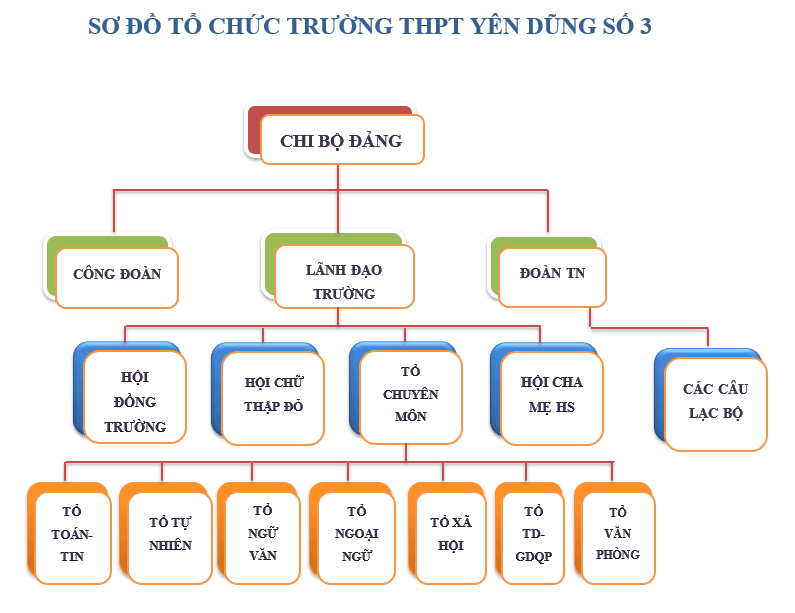 SƠ ĐỒ TỔ CHỨC TRƯỜNG THPT YÊN DŨNG SỐ 3
CHI BỘ ĐẢNG
CÔNG ĐOÀN
LÃNH ĐẠO
TRƯỜNG
ĐOÀN TN
HỘI
ĐỒNG
TRƯỜNG
HỘI CHỮ
THẬP ĐỎ
TỔ
CHUYÊN
MÔN
HỘI CHA
MẸ HS
CÁC CÂU
LẠC BỘ
TỔ
TOÁN-
TIN
TỔ TỰ
NHIÊN
TỔ
NGỮ
VĂN
TỔ
NGOẠI
NGỮ
TỔ XÃ
HỘI
TỔ
TD-
GDQP
TỔ
VĂN
PHÒNG